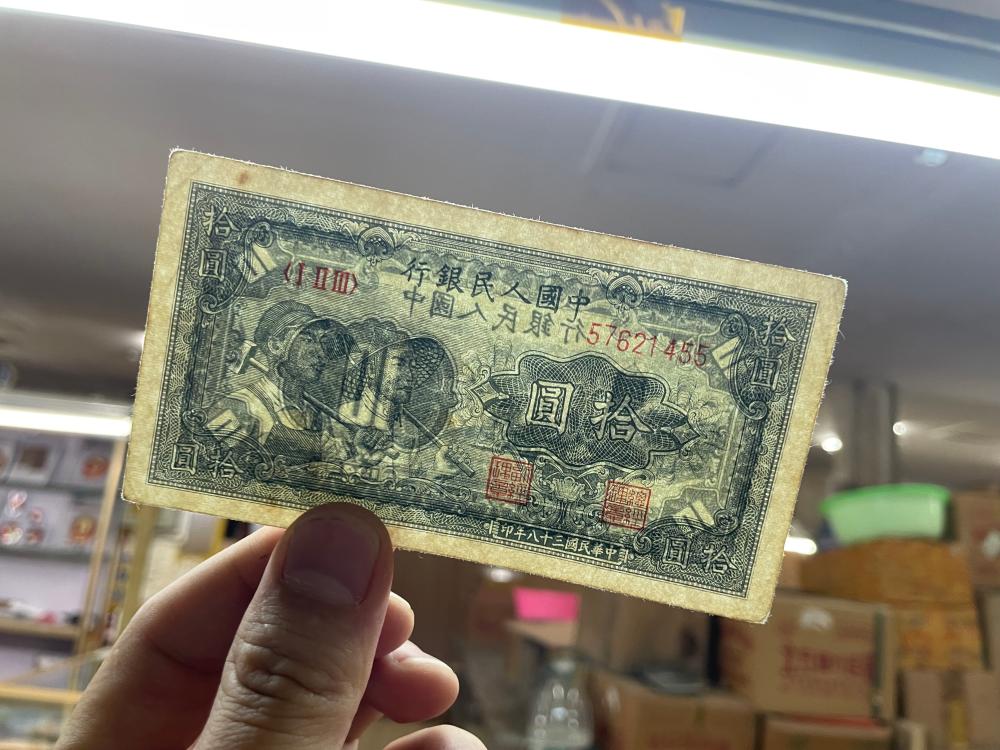 拾圓
拾圓
〈Ⅰ Ⅱ Ⅲ〉
中國人民銀行
中國人民銀行
57621455
拾圓
拾圓
拾圓
中華民國三十八年印